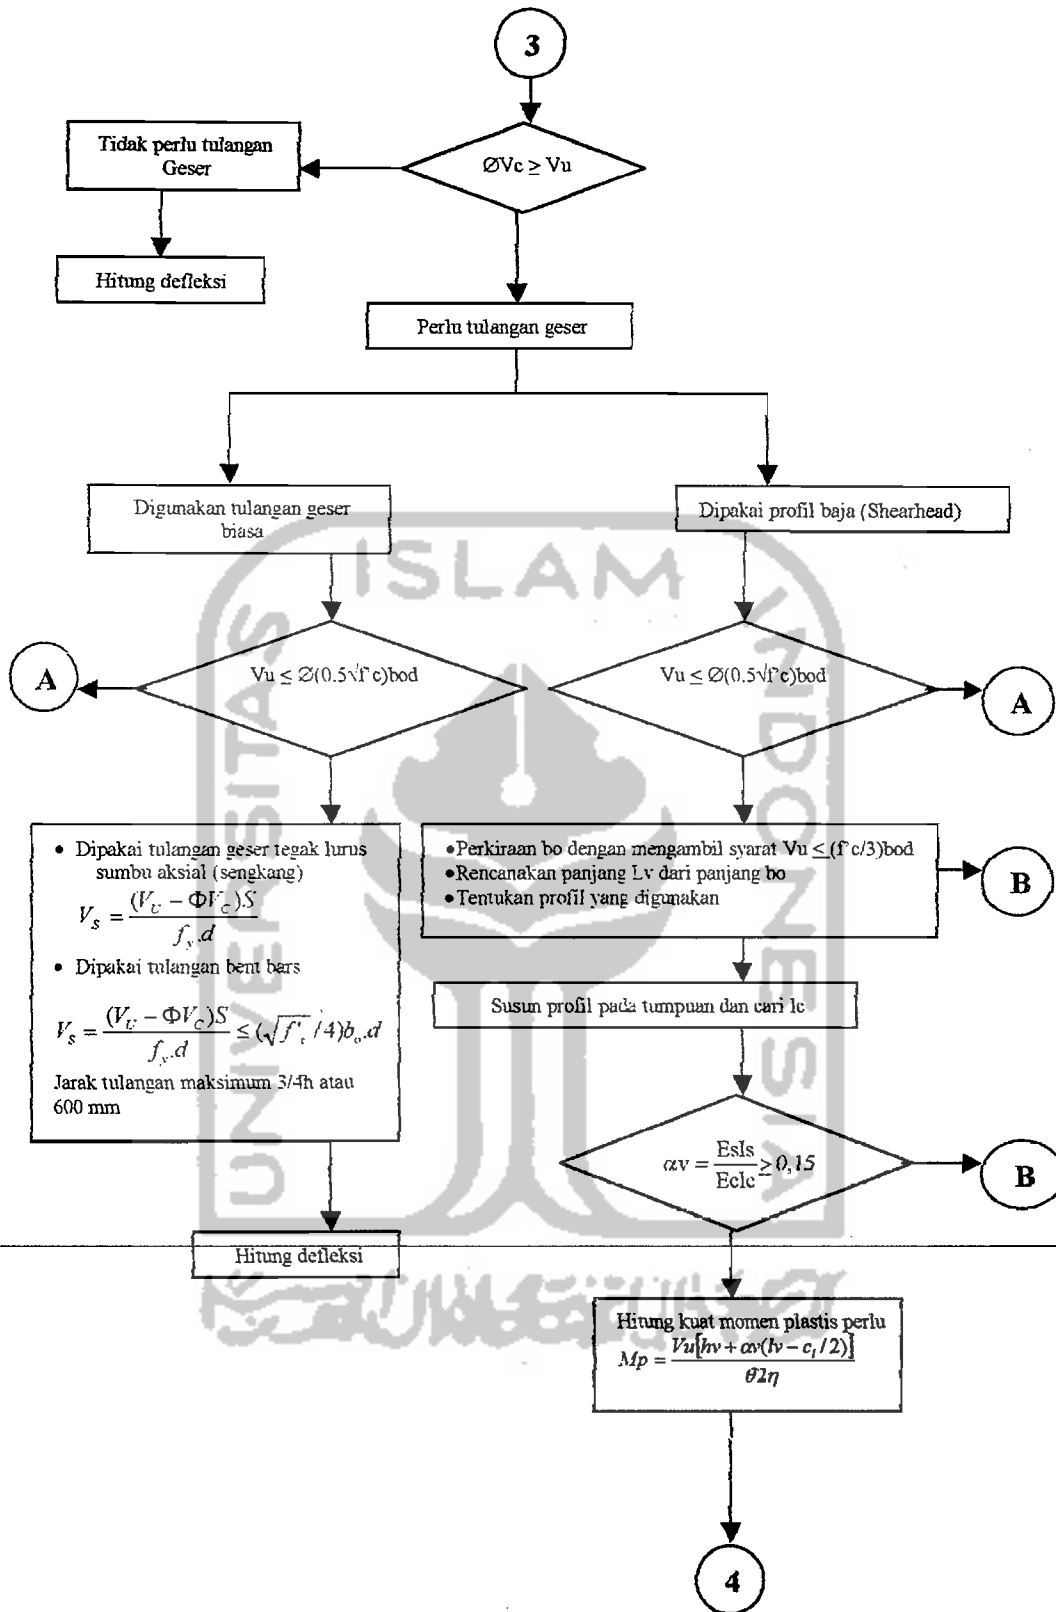 3
Tidak perlu tulangan
Geser
ØVc ≥ Vu
Hitung defleksi
Perlu tulangan geser
Digunakan tulangan geser
biasa
Dipakai profil baja (Shearhead)
ISLAM
UNIVERSITAS
INDONESIA
A
Vu ≤ Ø(0.5√f'c)bod
Vu ≤ Ø(0.5√f'c)bod
A
• Dipakai tulangan geser tegak lurus
sumbu aksial (sengkang)
V_S = (V_U − ΦV_C)S / f_y.d
• Dipakai tulangan bent bars
V_S = (V_U − ΦV_C)S / f_y.d ≤ (√f'_c /4)b_o.d
Jarak tulangan maksimum 3/4h atau
600 mm
•Perkiraan bo dengan mengambil syarat Vu ≤ (f'c/3)bod
•Rencanakan panjang Lv dari panjang bo
•Tentukan profil yang digunakan
B
Susun profil pada tumpuan dan cari Ic
αv = EsIs / EcIc ≥ 0,15
B
Hitung defleksi
Hitung kuat momen plastis perlu
Mp = Vu[hv + αv(lv − c_1/2)] / θ2η
4